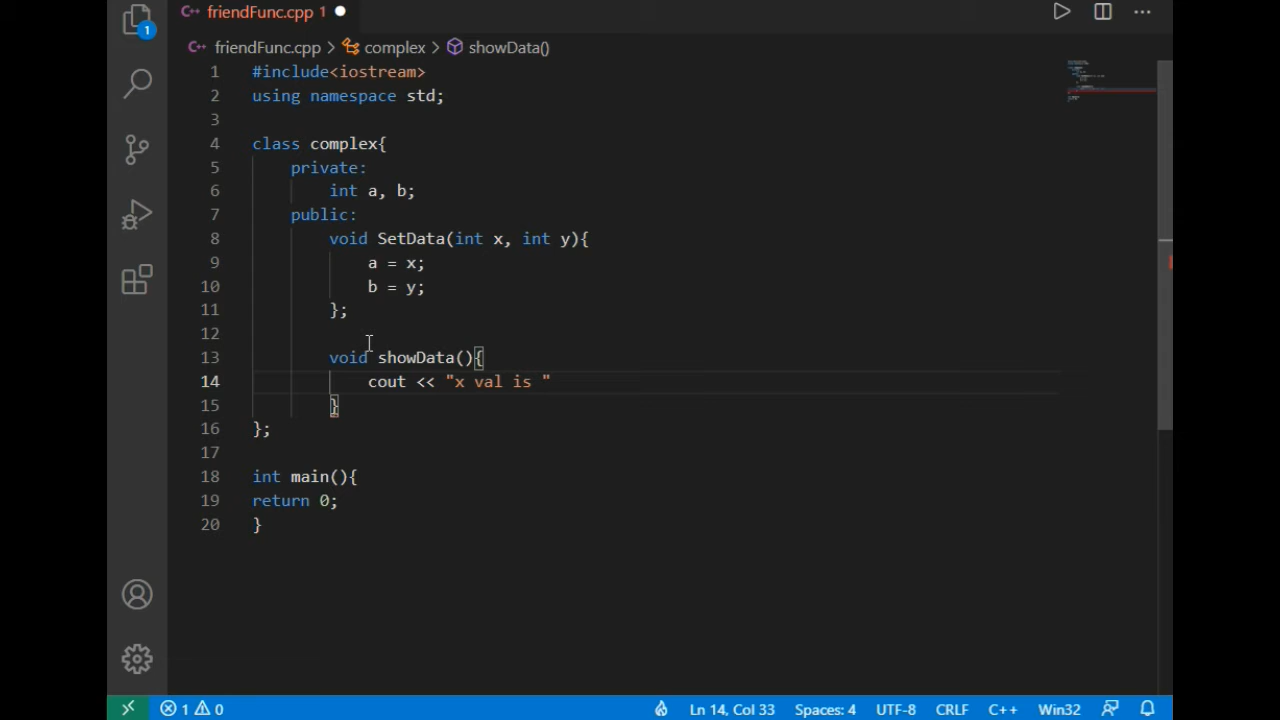 friendFunc.cpp 1
friendFunc.cpp > complex > showData()
1 #include<iostream>
2 using namespace std;
3
4 class complex{
5 private:
6 int a, b;
7 public:
8 void SetData(int x, int y){
9 a = x;
10 b = y;
11 };
12
13 void showData(){
14 cout << "x val is "
15 }
16 };
17
18 int main(){
19 return 0;
20 }
1
1 0 Ln 14, Col 33 Spaces: 4 UTF-8 CRLF C++ Win32